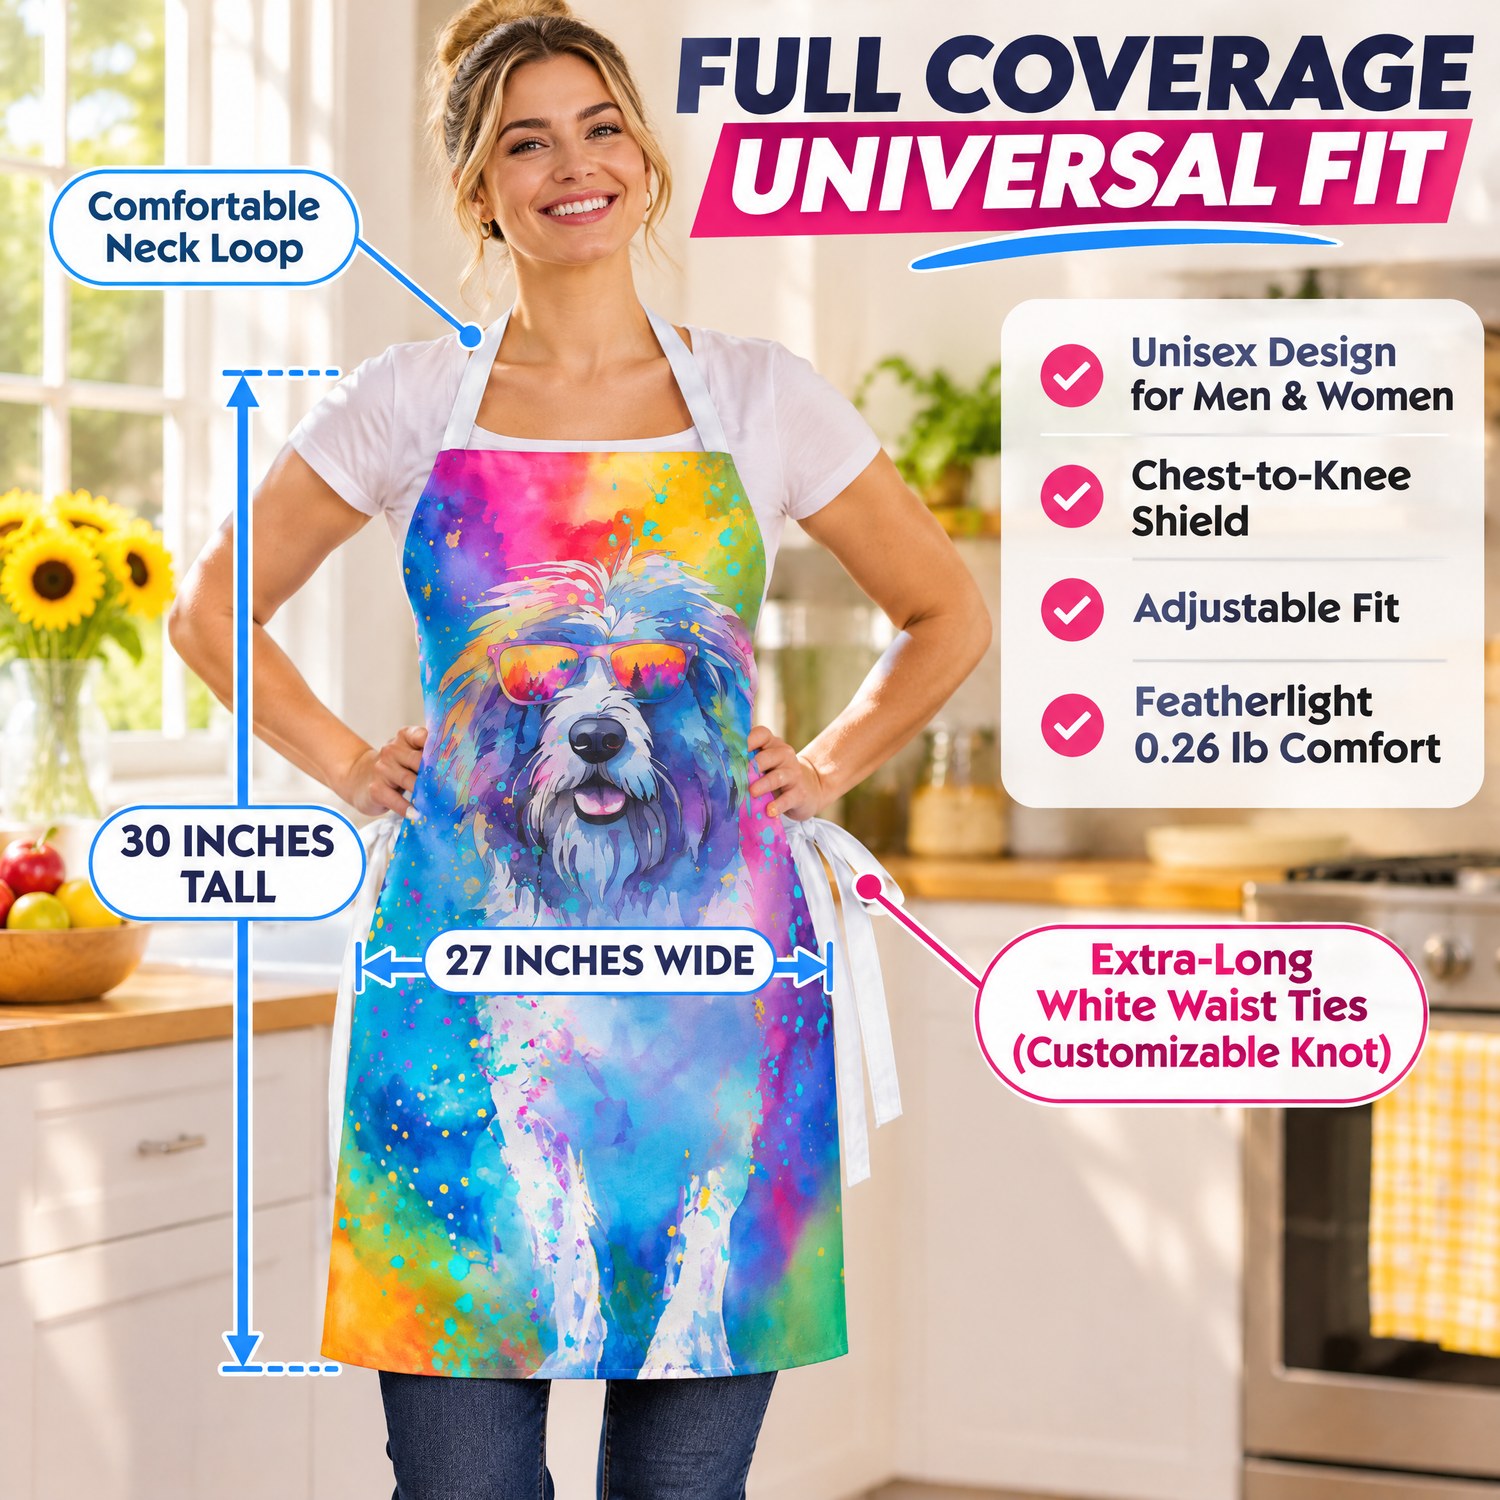 FULL COVERAGE
UNIVERSAL FIT
Comfortable
Neck Loop
Unisex Design
for Men & Women
Chest-to-Knee
Shield
Adjustable Fit
Featherlight
0.26 lb Comfort
30 INCHES
TALL
27 INCHES WIDE
Extra-Long
White Waist Ties
(Customizable Knot)